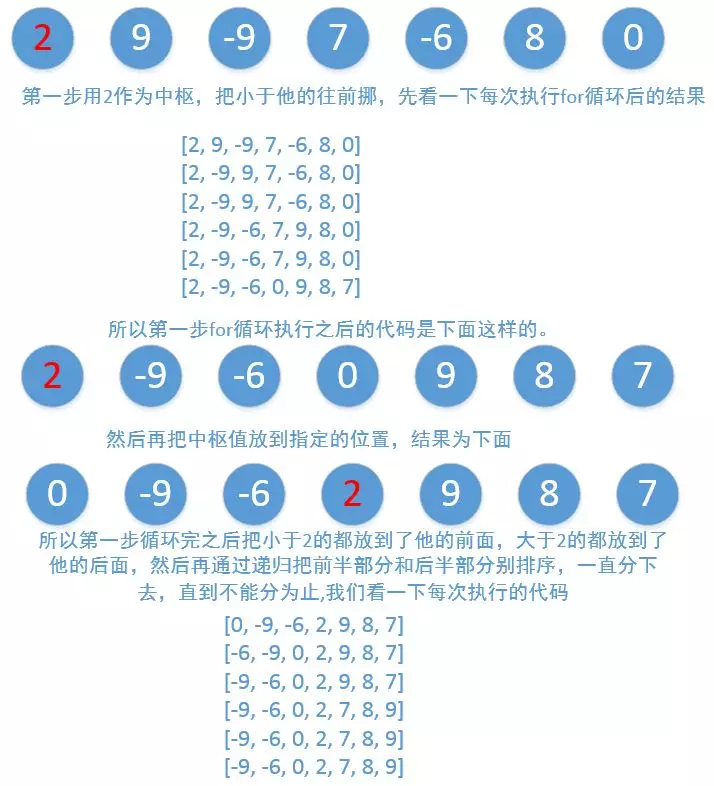 2 9 -9 7 -6 8 0
第一步用2作为中枢，把小于他的往前挪，先看一下每次执行for循环后的结果
[2, 9, -9, 7, -6, 8, 0]
[2, -9, 9, 7, -6, 8, 0]
[2, -9, 9, 7, -6, 8, 0]
[2, -9, -6, 7, 9, 8, 0]
[2, -9, -6, 7, 9, 8, 0]
[2, -9, -6, 0, 9, 8, 7]
所以第一步for循环执行之后的代码是下面这样的。
2 -9 -6 0 9 8 7
然后再把中枢值放到指定的位置，结果为下面
0 -9 -6 2 9 8 7
所以第一步循环完之后把小于2的都放到了他的前面，大于2的都放到了
他的后面，然后再通过递归把前半部分和后半部分别排序，一直分下
去，直到不能分为止,我们看一下每次执行的代码
[0, -9, -6, 2, 9, 8, 7]
[-6, -9, 0, 2, 9, 8, 7]
[-9, -6, 0, 2, 9, 8, 7]
[-9, -6, 0, 2, 7, 8, 9]
[-9, -6, 0, 2, 7, 8, 9]
[-9, -6, 0, 2, 7, 8, 9]